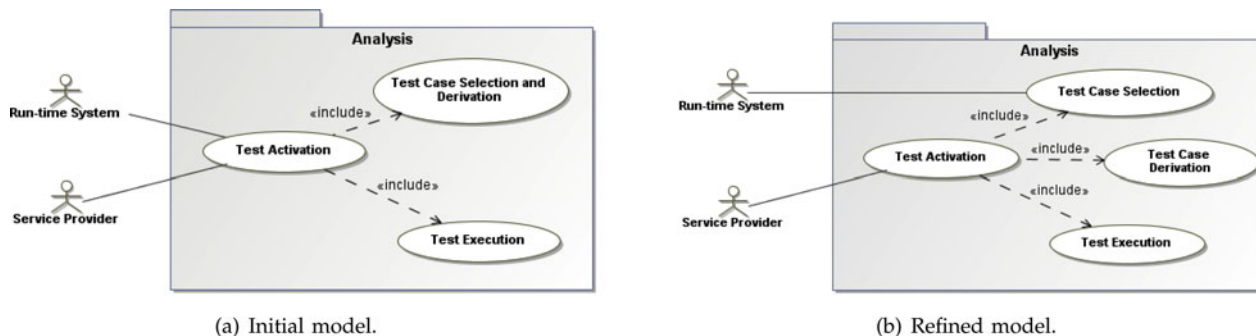 Analysis
Run-time System
Test Case Selection and
Derivation
«include»
Test Activation
«include»
Service Provider
Test Execution
(a) Initial model.
Analysis
Run-time System
Test Case Selection
«include»
Test Activation
Test Case
Derivation
«include»
«include»
Service Provider
Test Execution
(b) Refined model.